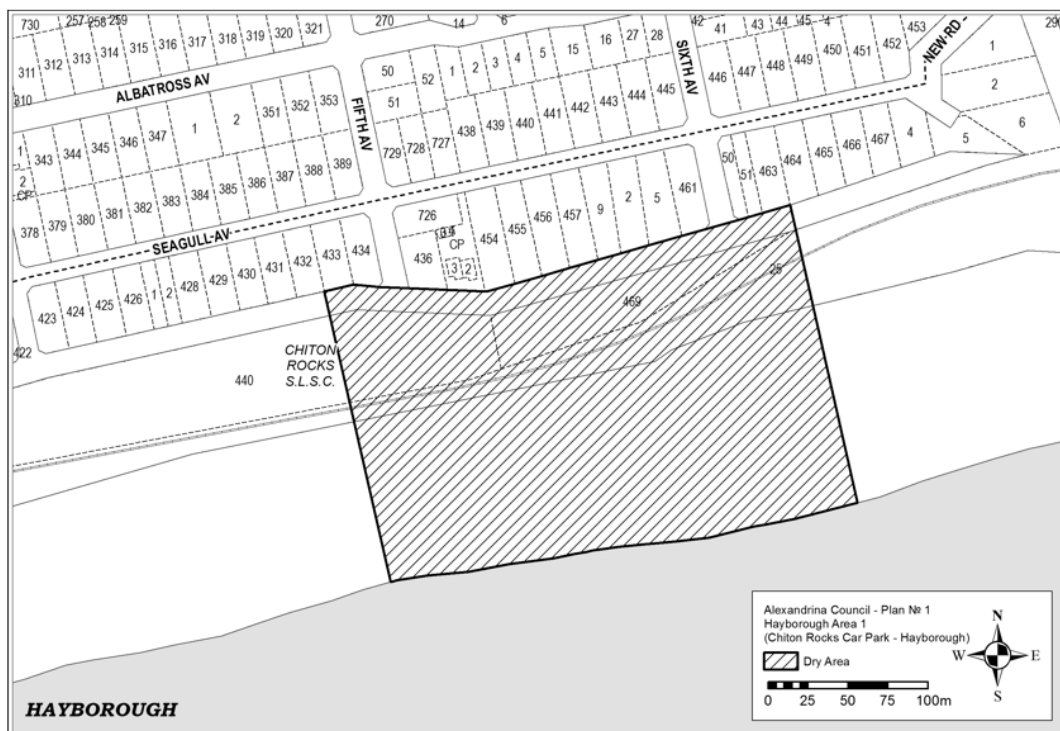 730 257 258 259
311 312 313 314 315 316 317 318 319 320 321
270 14 6
310
ALBATROSS AV
50 52 1 2 3 4 5 15 16 27 28
51
FIFTH AV
SIXTH AV
42 41 43 44 45 4 453
446 447 448 449 450 451 452
NEW RD
1
2
6
5
1 343 344 345 346 347 1 2 351 352 353
2
CP
378 379 380 381 382 383 384 385 386 387 388 389
729 728 727 438 439 440 441 442 443 444 445
SEAGULL AV
50 51 463 464 465 466 467 4
726
436
3 4
CP
3 2
454 455 456 457 9 2 5 461
422
423 424 425 426 1 2 428 429 430 431 432 433 434
25
469
CHITON
ROCKS
S.L.S.C.
440
Alexandrina Council - Plan № 1
Hayborough Area 1
(Chiton Rocks Car Park - Hayborough)
Dry Area
0 25 50 75 100m
N
W E
S
HAYBOROUGH